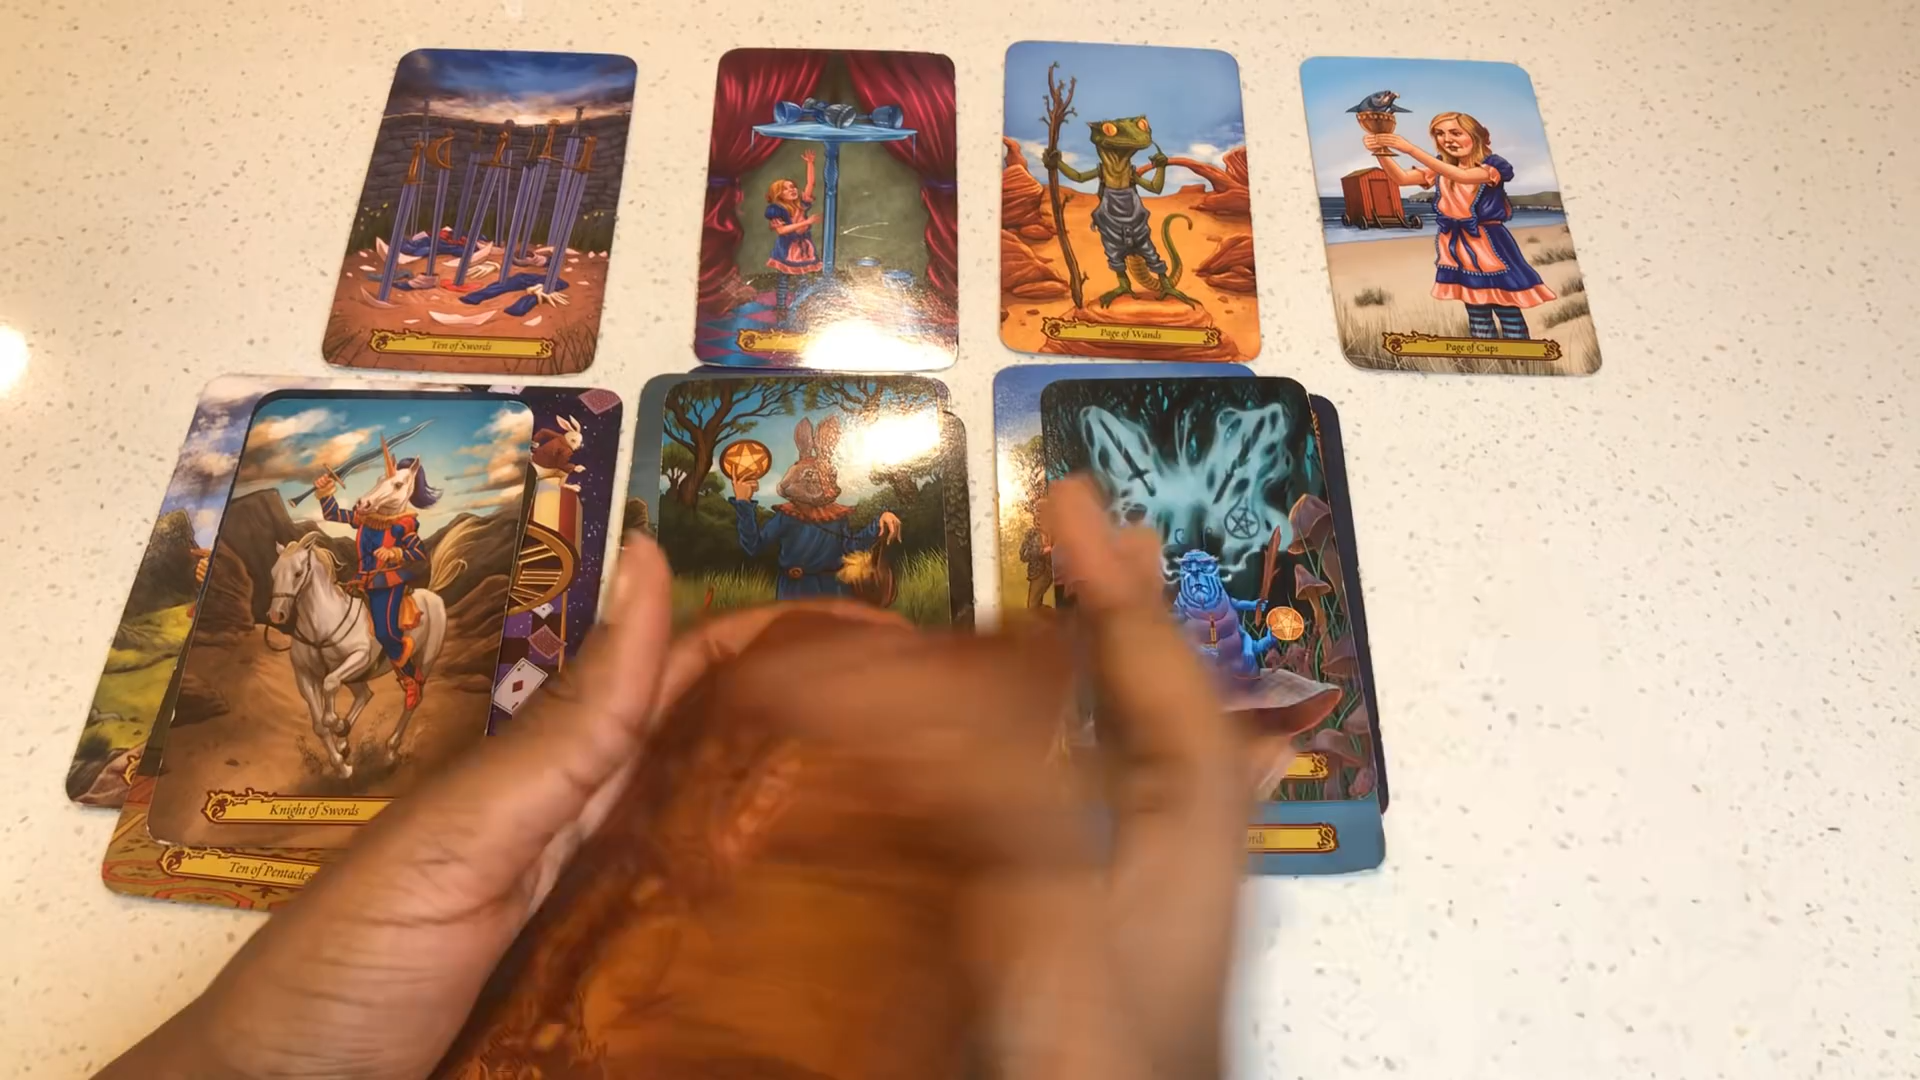 Ten of Swords
Page of Wands
Page of Cups
Knight of Swords
Ten of Pentacles